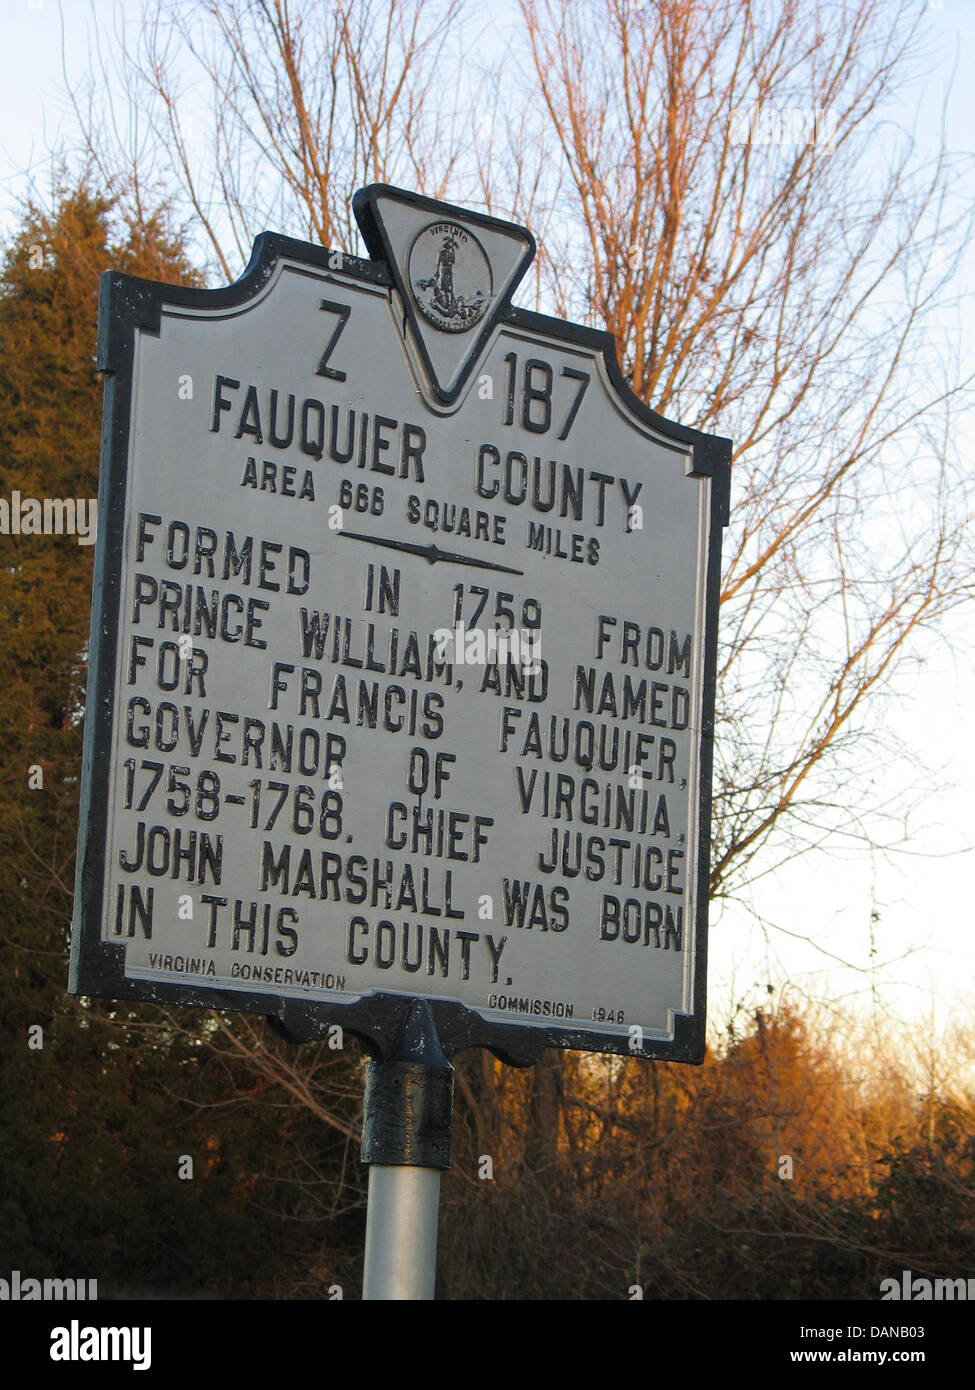 VIRGINIA
Z 187
FAUQUIER COUNTY
AREA 666 SQUARE MILES
FORMED IN 1759 FROM
PRINCE WILLIAM, AND NAMED
FOR FRANCIS FAUQUIER,
GOVERNOR OF VIRGINIA,
1758-1768. CHIEF JUSTICE
JOHN MARSHALL WAS BORN
IN THIS COUNTY.
VIRGINIA CONSERVATION COMMISSION 1946
alamy
a
a
a
a
alamy
alamy
a
a
a
a
a
a
a
a
a
alamy
Image ID: DANB03
www.alamy.com